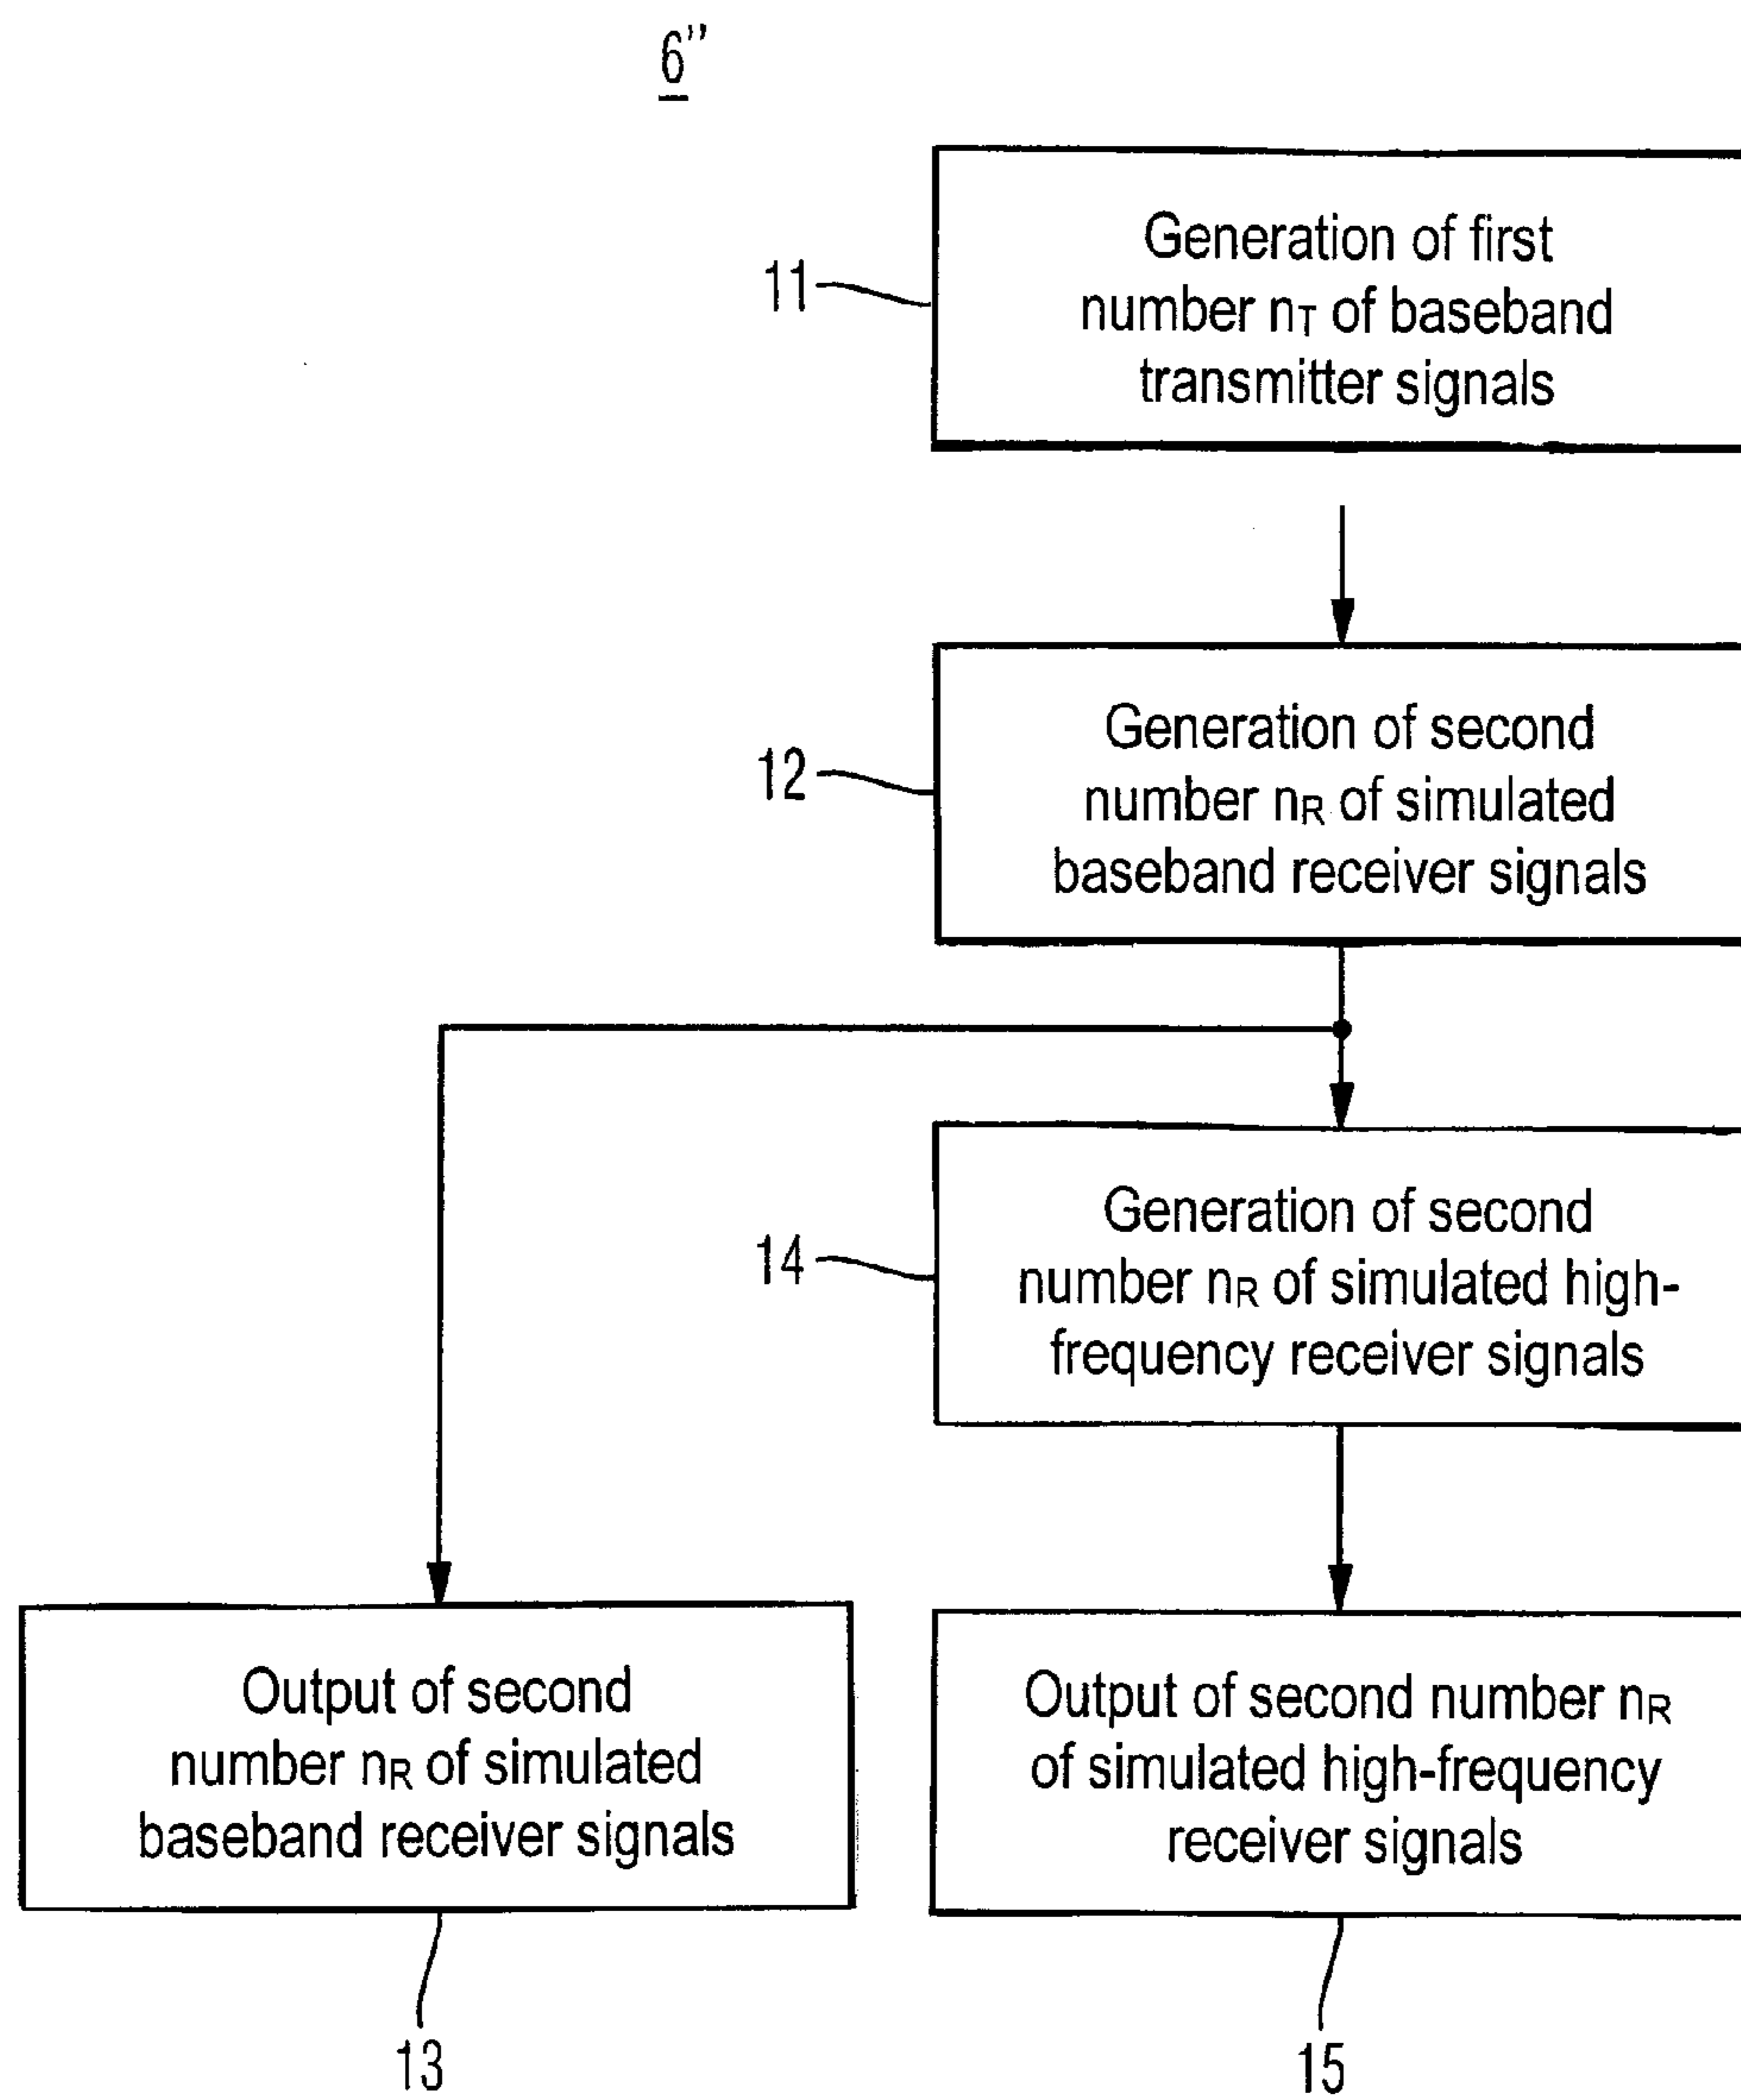 6''
Generation of first
number nT of baseband
transmitter signals
11
Generation of second
number nR of simulated
baseband receiver signals
12
Generation of second
number nR of simulated high-
frequency receiver signals
14
Output of second
number nR of simulated
baseband receiver signals
Output of second number nR
of simulated high-frequency
receiver signals
13
15